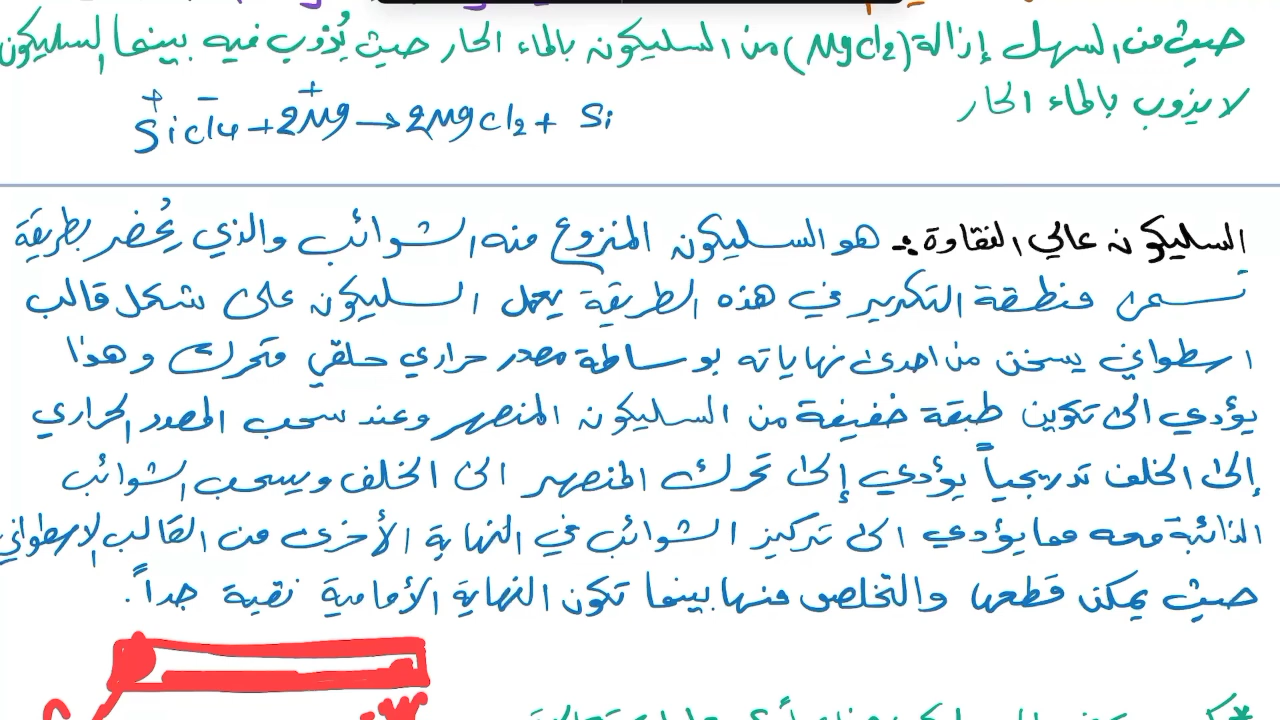 حيث من السهل إزالة (MgCl2) من السليكون بالماء الحار حيث يُذوب فيه بينما السليكون
لا يذوب بالماء الحار
SiCl4 + 2Mg → 2MgCl2 + Si
السليكون عالي النقاوة :- هو السليكون المنزوع منه الشوائب والذي يُحضر بطريقة
تسمى منطقة التكرير في هذه الطريقة يعمل السليكون على شكل قالب
اسطواني يسخن من احدى نهاياته بوساطة مصدر حراري حلقي متحرك وهذا
يؤدي الى تكوين طبقة خفيفة من السليكون المنصهر وعند سحب المصدر الحراري
إلى الخلف تدريجياً يؤدي إلى تحرك المنصهر الى الخلف ويسحب الشوائب
الذائبة معه مما يؤدي الى تركيز الشوائب في النهاية الأخرى من القالب الاسطواني
حيث يمكن قطعها والتخلص منها بينما تكون النهاية الأمامية نقية جداً.